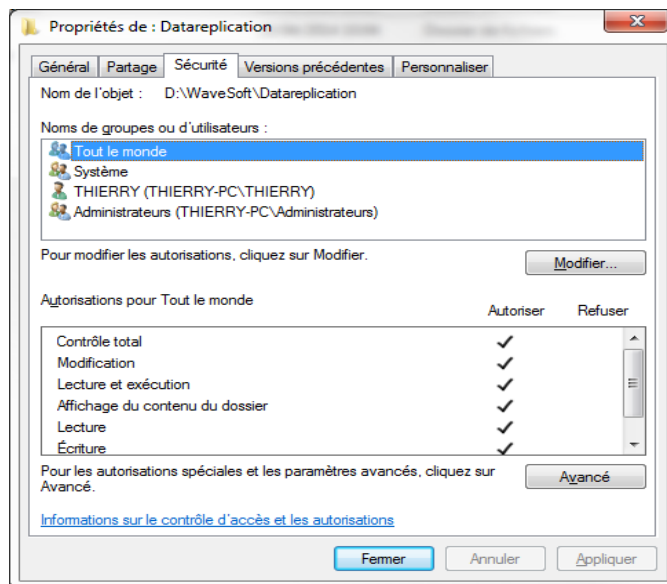 Propriétés de : Datareplication
Général Partage Sécurité Versions précédentes Personnaliser
Nom de l'objet : D:\WaveSoft\Datareplication
Noms de groupes ou d'utilisateurs :
Tout le monde
Système
THIERRY (THIERRY-PC\THIERRY)
Administrateurs (THIERRY-PC\Administrateurs)
Pour modifier les autorisations, cliquez sur Modifier.
Modifier...
Autorisations pour Tout le monde
Autoriser Refuser
Contrôle total
Modification
Lecture et exécution
Affichage du contenu du dossier
Lecture
Écriture
Pour les autorisations spéciales et les paramètres avancés, cliquez sur
Avancé.
Avancé
Informations sur le contrôle d'accès et les autorisations
Fermer Annuler Appliquer